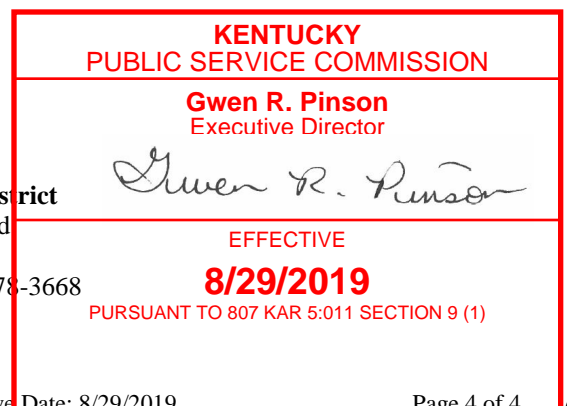 KENTUCKY
PUBLIC SERVICE COMMISSION
Gwen R. Pinson
Executive Director
Gwen R. Pinson
strict
d
EFFECTIVE
78-3668
8/29/2019
PURSUANT TO 807 KAR 5:011 SECTION 9 (1)
ve Date: 8/29/2019 Page 4 of 4